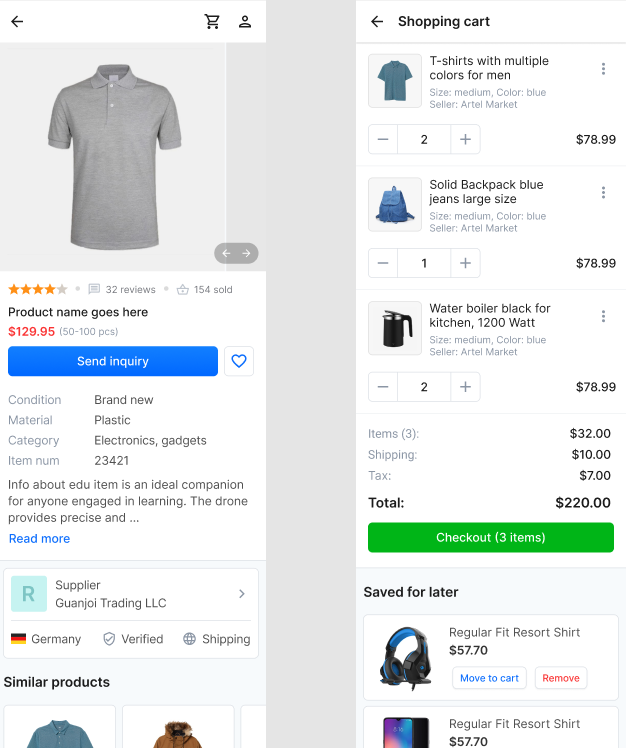 32 reviews
154 sold
Product name goes here
$129.95 (50-100 pcs)
Send inquiry
Condition Brand new
Material Plastic
Category Electronics, gadgets
Item num 23421
Info about edu item is an ideal companion
for anyone engaged in learning. The drone
provides precise and ...
Read more
R
Supplier
Guanjoi Trading LLC
Germany
Verified
Shipping
Similar products
Shopping cart
T-shirts with multiple
colors for men
Size: medium, Color: blue
Seller: Artel Market
2
$78.99
Solid Backpack blue
jeans large size
Size: medium, Color: blue
Seller: Artel Market
1
$78.99
Water boiler black for
kitchen, 1200 Watt
Size: medium, Color: blue
Seller: Artel Market
2
$78.99
Items (3): $32.00
Shipping: $10.00
Tax: $7.00
Total: $220.00
Checkout (3 items)
Saved for later
Regular Fit Resort Shirt
$57.70
Move to cart
Remove
Regular Fit Resort Shirt
$57.70